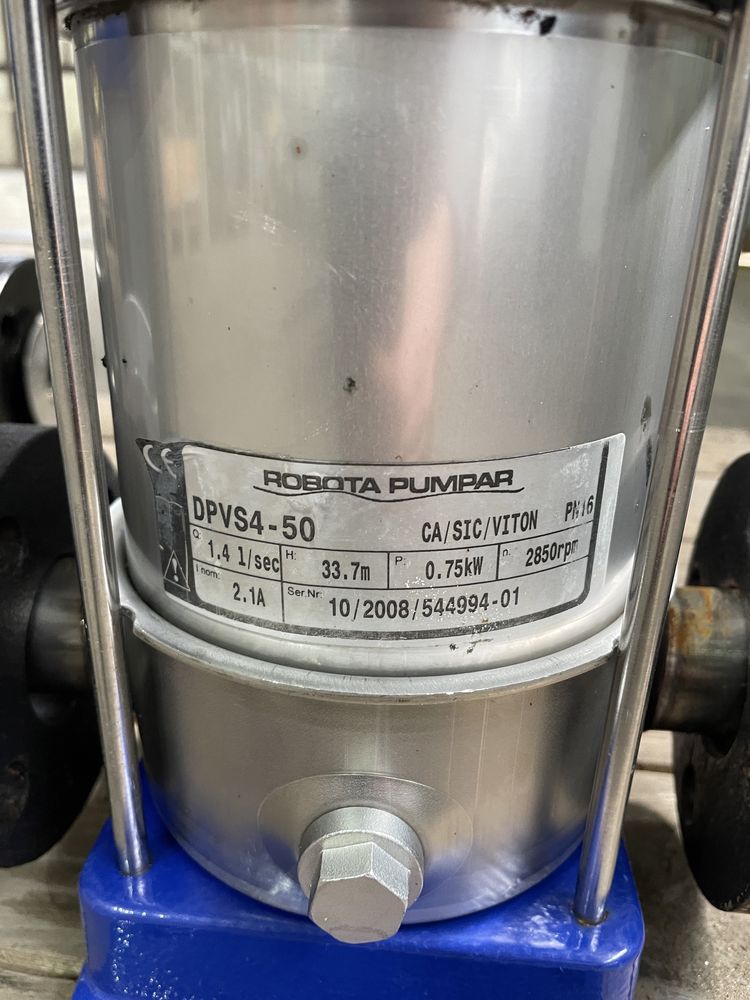 CE
ROBOTA PUMPAR
DPVS4-50 CA/SIC/VITON PN16
Q: 1.4 l/sec H: 33.7m P: 0.75kW n: 2850rpm
I nom: 2.1A Ser.Nr: 10/2008/544994-01